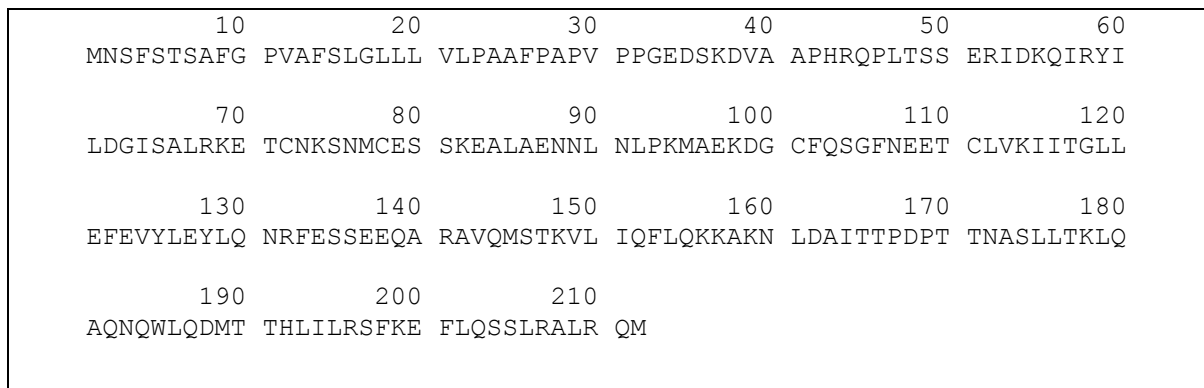 10 20 30 40 50 60
MNSFSTSAFG PVAFSLGLLL VLPAAFPAPV PPGEDSKDVA APHRQPLTSS ERIDKQIRYI
70 80 90 100 110 120
LDGISALRKE TCNKSNMCES SKEALAENNL NLPKMAEKDG CFQSGFNEET CLVKIITGLL
130 140 150 160 170 180
EFEVYLEYLQ NRFESSEEQA RAVQMSTKVL IQFLQKKAKN LDAITTPDPT TNASLLTKLQ
190 200 210
AQNQWLQDMT THLILRSFKE FLQSSLRALR QM